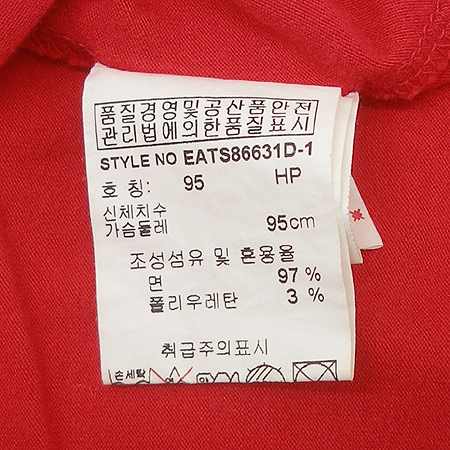 품질경영및공산품안전
관리법에의한품질표시
STYLE NO EATS86631D-1
호 칭: 95 HP
신체치수
가슴둘레 95cm
조성섬유 및 혼용율
면 97 %
폴리우레탄 3 %
취급주의표시
손세탁